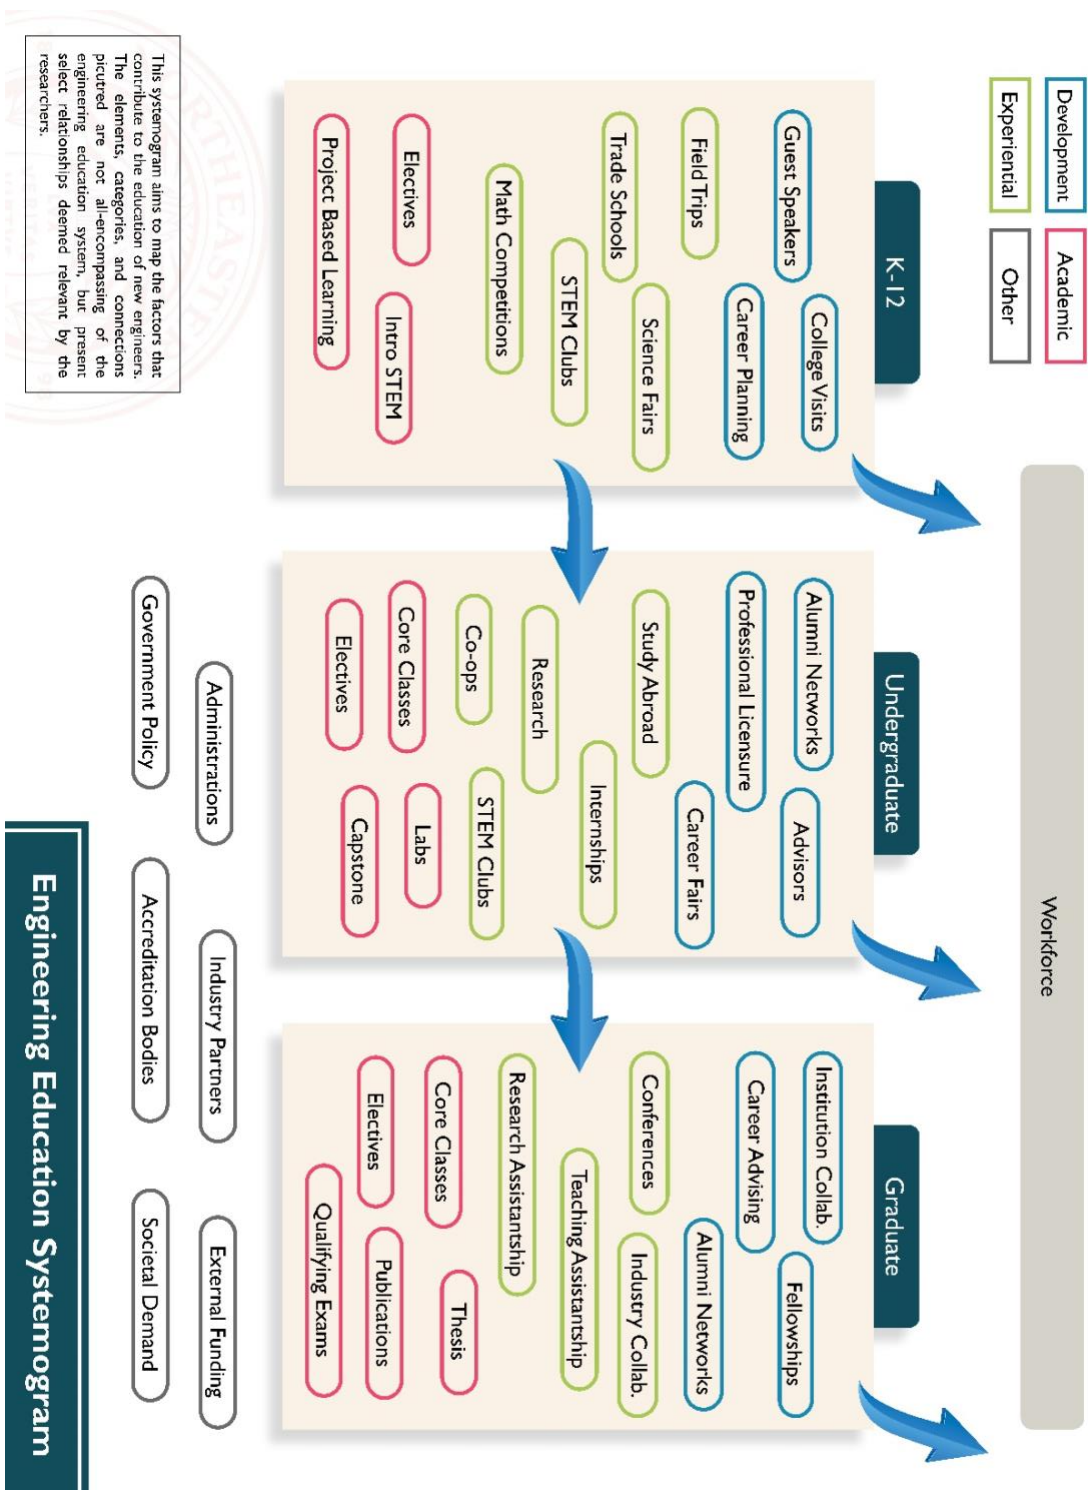 Development
Academic
Experiential
Other
Workforce
K-12
Guest Speakers
College Visits
Field Trips
Career Planning
Trade Schools
Science Fairs
STEM Clubs
Math Competitions
Electives
Intro STEM
Project Based Learning
Undergraduate
Alumni Networks
Advisors
Professional Licensure
Career Fairs
Study Abroad
Internships
Research
Co-ops
STEM Clubs
Core Classes
Labs
Electives
Capstone
Graduate
Institution Collab.
Fellowships
Career Advising
Alumni Networks
Conferences
Industry Collab.
Teaching Assistantship
Research Assistantship
Core Classes
Thesis
Electives
Publications
Qualifying Exams
This systemogram aims to map the factors that
contribute to the education of new engineers.
The elements, categories, and connections
picutred are not all-encompassing of the
engineering education system, but present
select relationships deemed relevant by the
researchers.
Administrations
Industry Partners
External Funding
Government Policy
Accreditation Bodies
Societal Demand
Engineering Education Systemogram